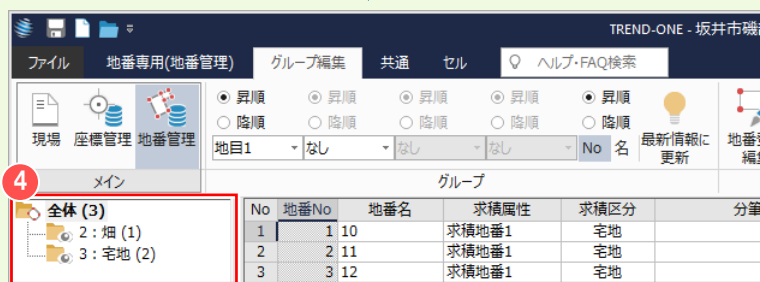 TREND-ONE - 坂井市磯
ファイル 地番専用(地番管理) グループ編集 共通 セル ヘルプ・FAQ検索
昇順 昇順 昇順 昇順 昇順
降順 降順 降順 降順 降順
現場 座標管理 地番管理 地目1 なし なし なし No 名 最新情報に更新
メイン グループ
4
全体 (3)
2：畑 (1)
3：宅地 (2)
No 地番No 地番名 求積属性 求積区分 分筆
1 1 10 求積地番1 宅地
2 2 11 求積地番1 宅地
3 3 12 求積地番1 宅地